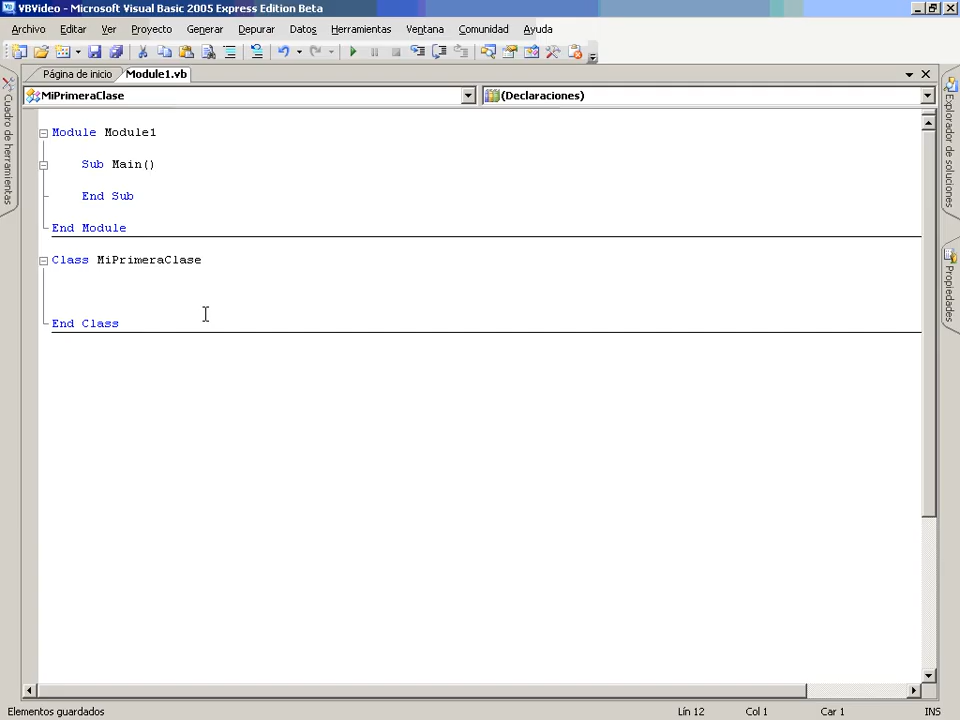 VBVideo - Microsoft Visual Basic 2005 Express Edition Beta
Archivo Editar Ver Proyecto Generar Depurar Datos Herramientas Ventana Comunidad Ayuda
Página de inicio Module1.vb
MiPrimeraClase (Declaraciones)
Cuadro de herramientas
Module Module1
Sub Main()
End Sub
End Module
Class MiPrimeraClase
End Class
Explorador de soluciones
Propiedades
Elementos guardados Lín 12 Col 1 Car 1 INS